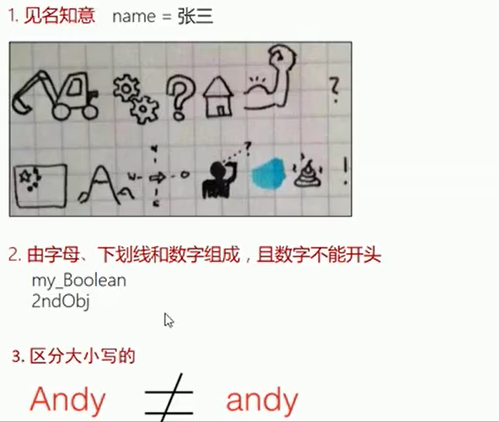 1. 见名知意 name = 张三
? ?
!
2. 由字母、下划线和数字组成，且数字不能开头
my_Boolean
2ndObj
3. 区分大小写的
Andy ≠ andy